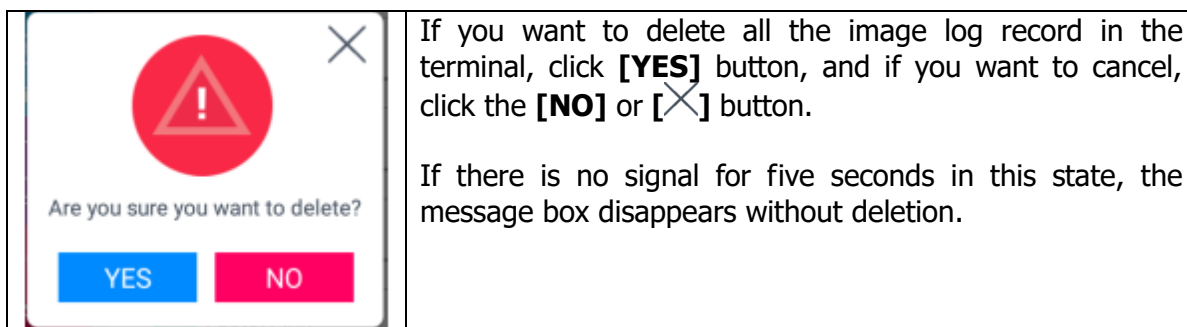 Are you sure you want to delete?
YES NO
If you want to delete all the image log record in the
terminal, click [YES] button, and if you want to cancel,
click the [NO] or [╳] button.
If there is no signal for five seconds in this state, the
message box disappears without deletion.